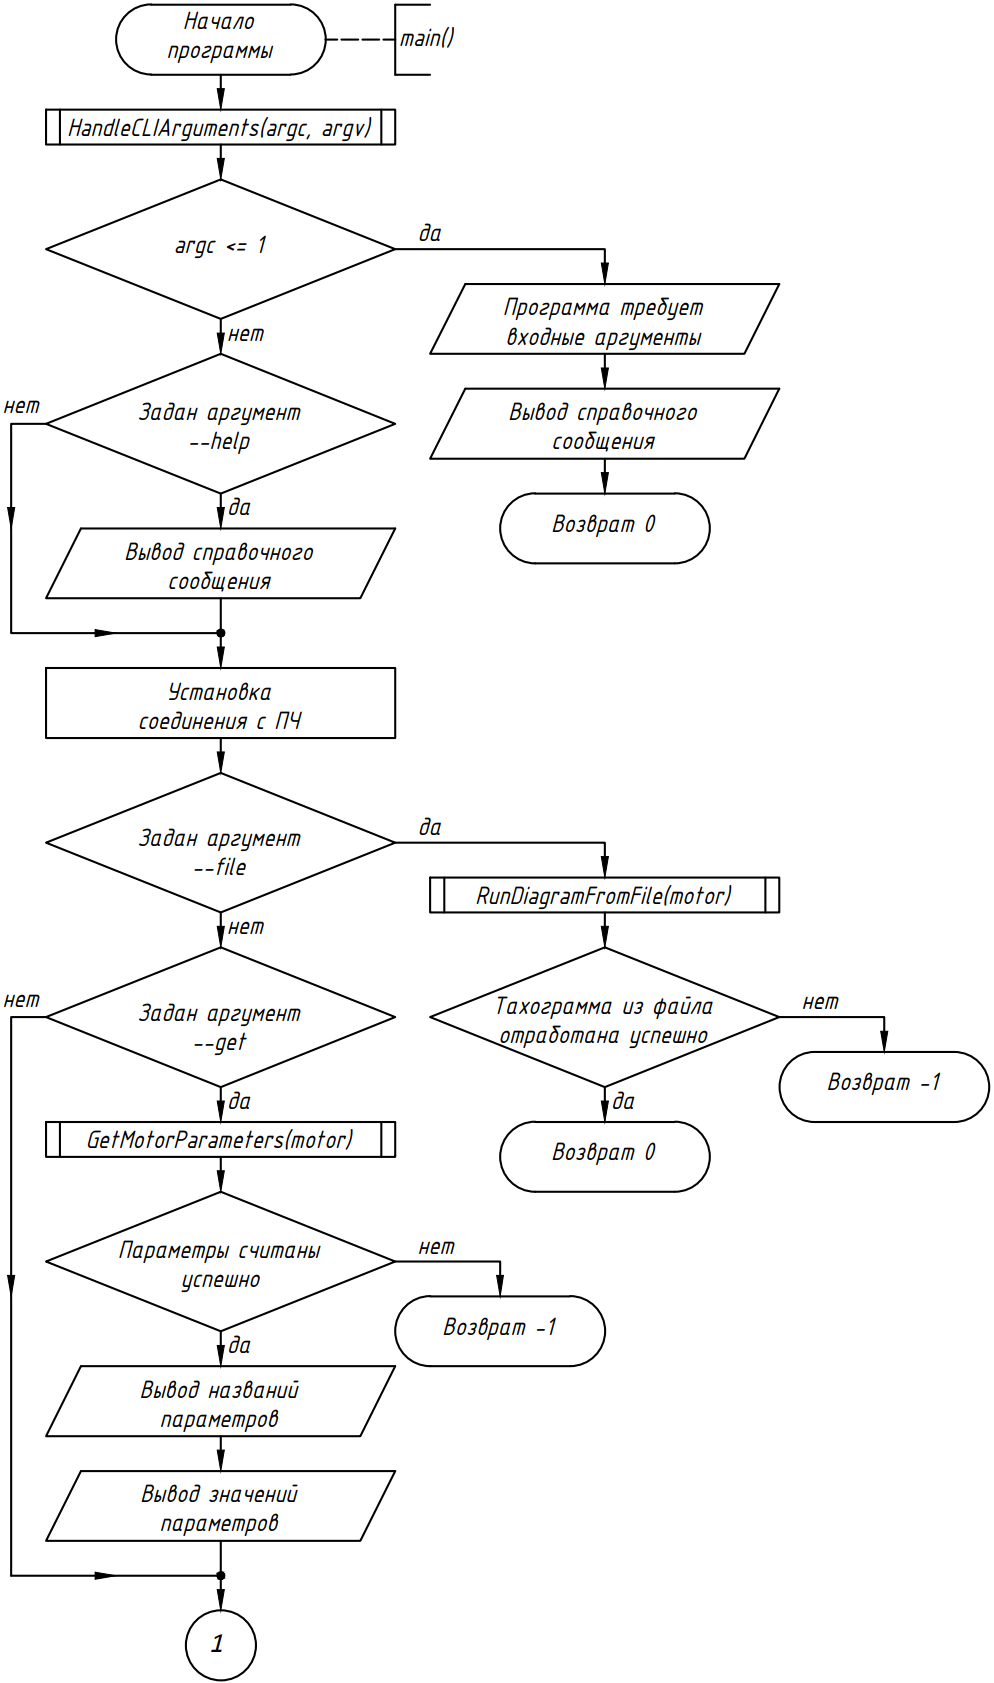 Начало
программы
main()
HandleCLIArguments(argc, argv)
argc <= 1
да
нет
Программа требует
входные аргументы
Вывод справочного
сообщения
Возврат 0
нет
Задан аргумент
--help
да
Вывод справочного
сообщения
Установка
соединения с ПЧ
Задан аргумент
--file
да
нет
RunDiagramFromFile(motor)
Тахограмма из файла
отработана успешно
нет
Возврат -1
да
Возврат 0
нет
Задан аргумент
--get
да
GetMotorParameters(motor)
Параметры считаны
успешно
нет
Возврат -1
да
Вывод названий
параметров
Вывод значений
параметров
1